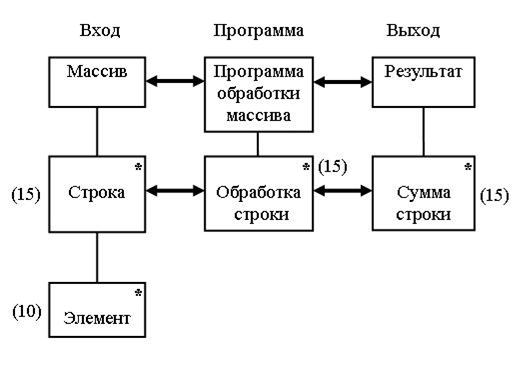 Вход Программа Выход
Массив
Программа
обработки
массива
Результат
(15)
*
Строка
*
(15)
Обработка
строки
*
Сумма
строки
(15)
(10)
*
Элемент